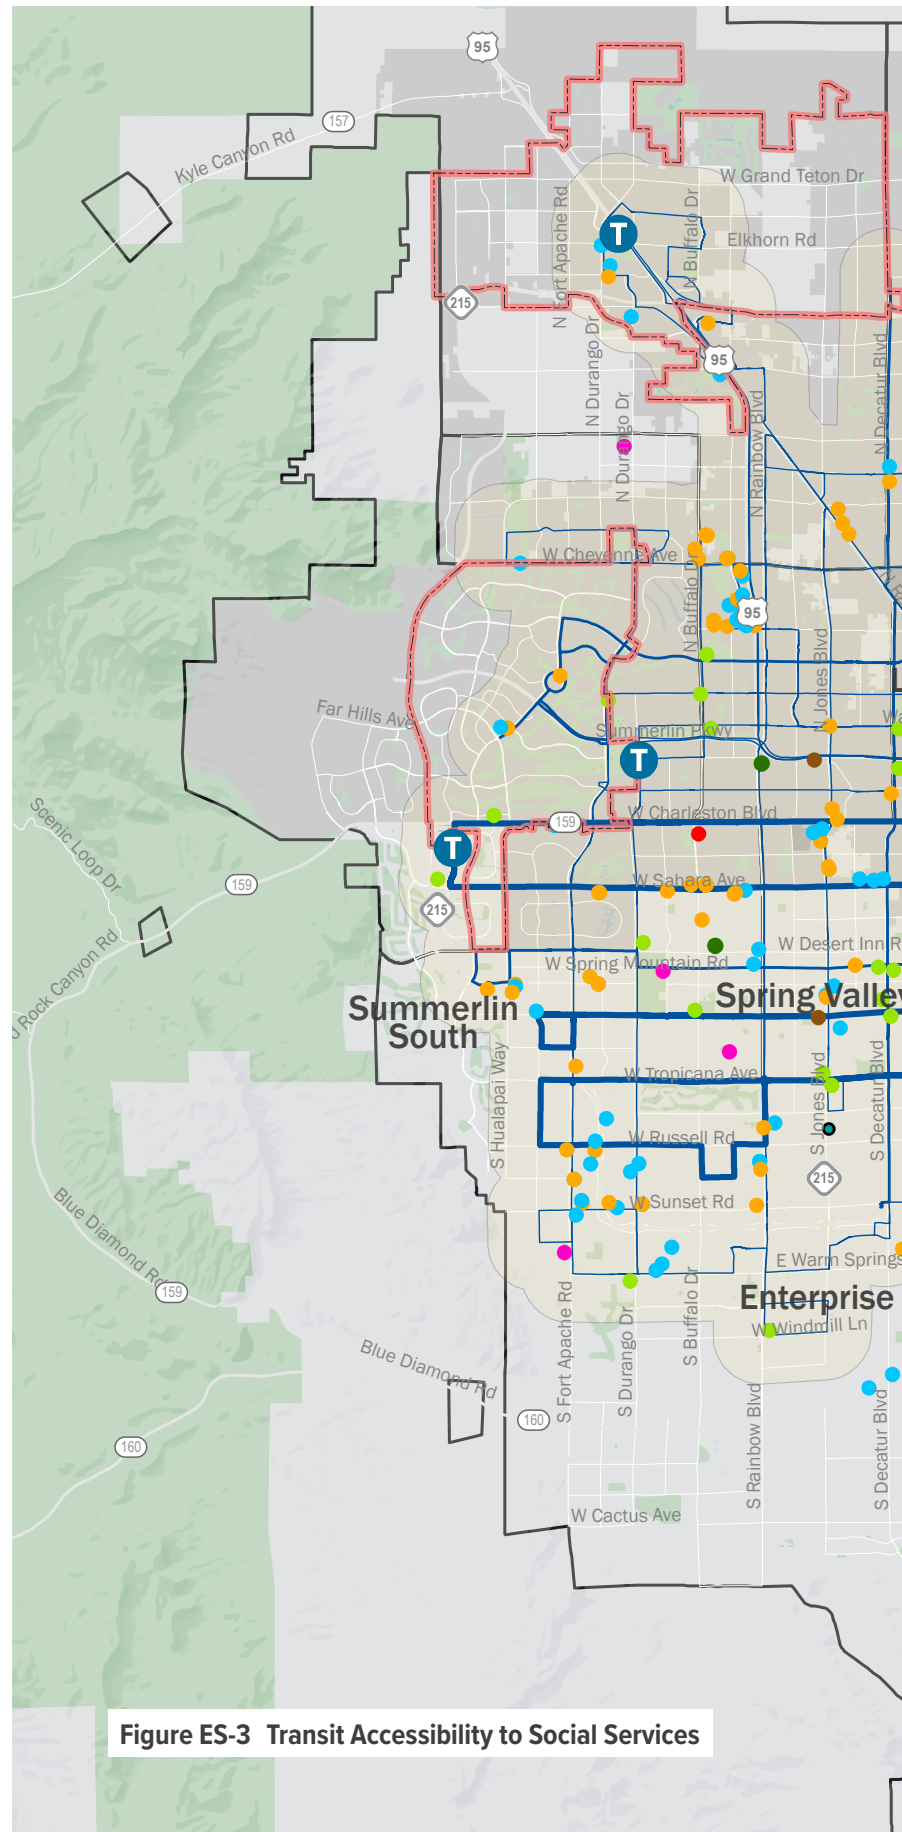 95
157
Kyle Canyon Rd
W Grand Teton Dr
N Fort Apache Rd
N Buffalo Dr
T
Elkhorn Rd
215
N Durango Dr
95
N Decatur Blvd
N Durango Dr
N Rainbow Blvd
W Cheyenne Ave
N Buffalo Dr
95
N Jones Blvd
Far Hills Ave
Summerlin Pkwy
T
Scenic Loop Dr
159
W Charleston Blvd
T
159
W Sahara Ave
215
W Desert Inn R
W Spring Mountain Rd
d Rock Canyon Rd
Summerlin
South
Spring Valley
S Hualapai Way
W Tropicana Ave
S Jones Blvd
S Decatur Blvd
W Russell Rd
215
Blue Diamond Rd
W Sunset Rd
E Warm Springs
159
Enterprise
W Windmill Ln
S Fort Apache Rd
S Durango Dr
S Buffalo Dr
Blue Diamond Rd
160
S Rainbow Blvd
S Decatur Blvd
160
W Cactus Ave
Figure ES-3 Transit Accessibility to Social Services